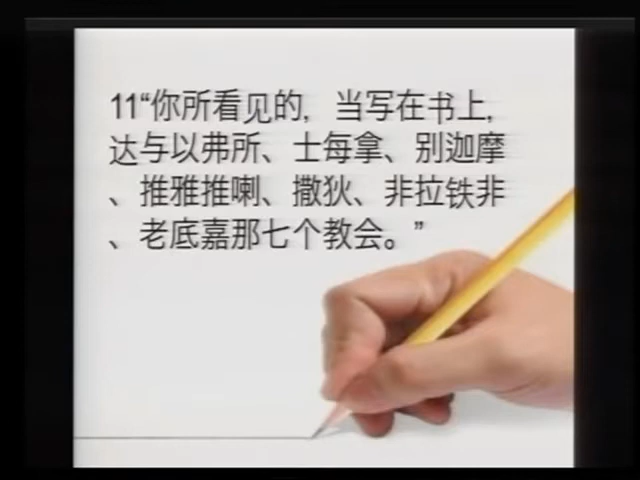 11“你所看见的，当写在书上，
达与以弗所、士每拿、别迦摩
、推雅推喇、撒狄、非拉铁非
、老底嘉那七个教会。”